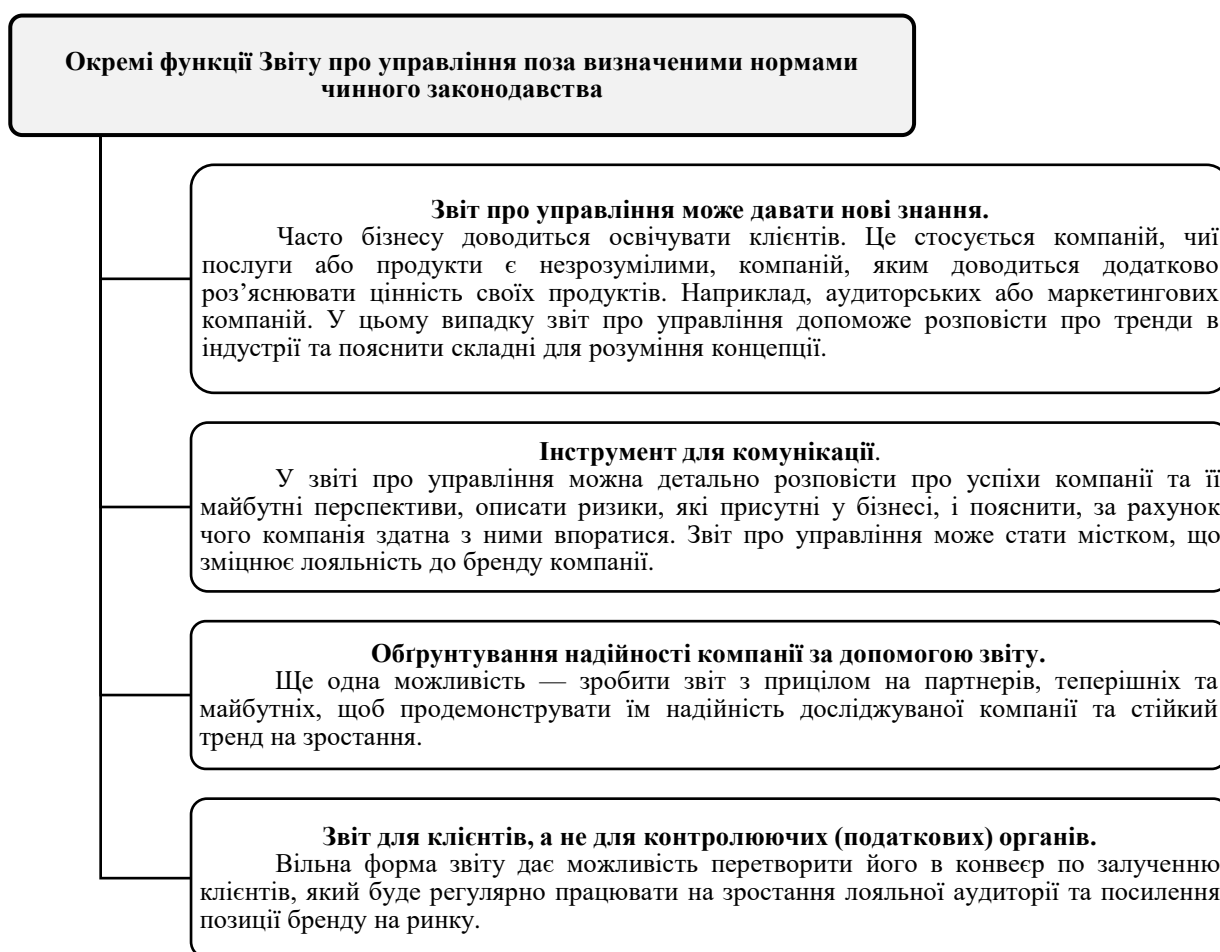 Окремі функції Звіту про управління поза визначеними нормами
чинного законодавства
Звіт про управління може давати нові знання.
Часто бізнесу доводиться освічувати клієнтів. Це стосується компаній, чиї
послуги або продукти є незрозумілими, компаній, яким доводиться додатково
роз’яснювати цінність своїх продуктів. Наприклад, аудиторських або маркетингових
компаній. У цьому випадку звіт про управління допоможе розповісти про тренди в
індустрії та пояснити складні для розуміння концепції.
Інструмент для комунікації.
У звіті про управління можна детально розповісти про успіхи компанії та її
майбутні перспективи, описати ризики, які присутні у бізнесі, і пояснити, за рахунок
чого компанія здатна з ними впоратися. Звіт про управління може стати містком, що
зміцнює лояльність до бренду компанії.
Обґрунтування надійності компанії за допомогою звіту.
Ще одна можливість — зробити звіт з прицілом на партнерів, теперішніх та
майбутніх, щоб продемонструвати їм надійність досліджуваної компанії та стійкий
тренд на зростання.
Звіт для клієнтів, а не для контролюючих (податкових) органів.
Вільна форма звіту дає можливість перетворити його в конвеєр по залученню
клієнтів, який буде регулярно працювати на зростання лояльної аудиторії та посилення
позиції бренду на ринку.